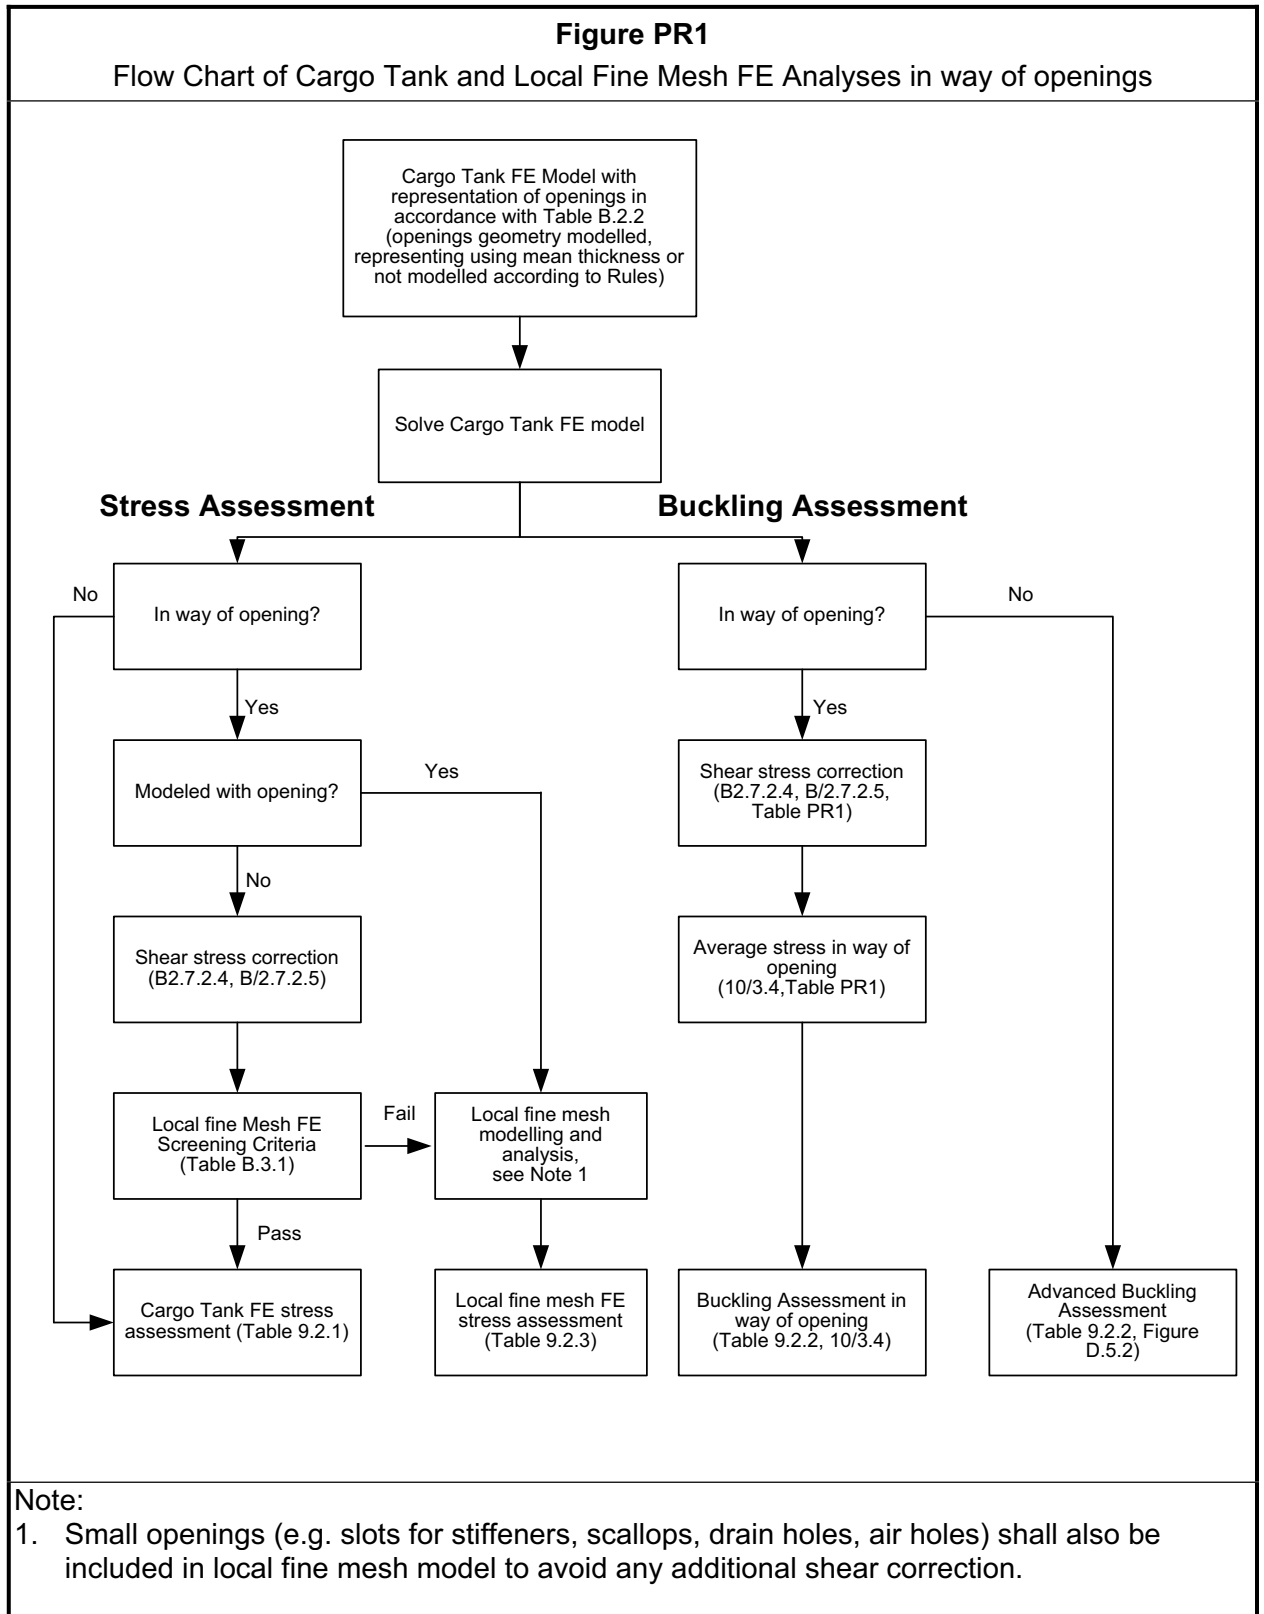 Figure PR1
Flow Chart of Cargo Tank and Local Fine Mesh FE Analyses in way of openings
Cargo Tank FE Model with
representation of openings in
accordance with Table B.2.2
(openings geometry modelled,
representing using mean thickness or
not modelled according to Rules)
Solve Cargo Tank FE model
Stress Assessment
Buckling Assessment
No
In way of opening?
In way of opening?
No
Yes
Yes
Modeled with opening?
Yes
Shear stress correction
(B2.7.2.4, B/2.7.2.5,
Table PR1)
No
Shear stress correction
(B2.7.2.4, B/2.7.2.5)
Average stress in way of
opening
(10/3.4,Table PR1)
Local fine Mesh FE
Screening Criteria
(Table B.3.1)
Fail
Local fine mesh
modelling and
analysis,
see Note 1
Pass
Cargo Tank FE stress
assessment (Table 9.2.1)
Local fine mesh FE
stress assessment
(Table 9.2.3)
Buckling Assessment in
way of opening
(Table 9.2.2, 10/3.4)
Advanced Buckling
Assessment
(Table 9.2.2, Figure
D.5.2)
Note:
1. Small openings (e.g. slots for stiffeners, scallops, drain holes, air holes) shall also be
included in local fine mesh model to avoid any additional shear correction.